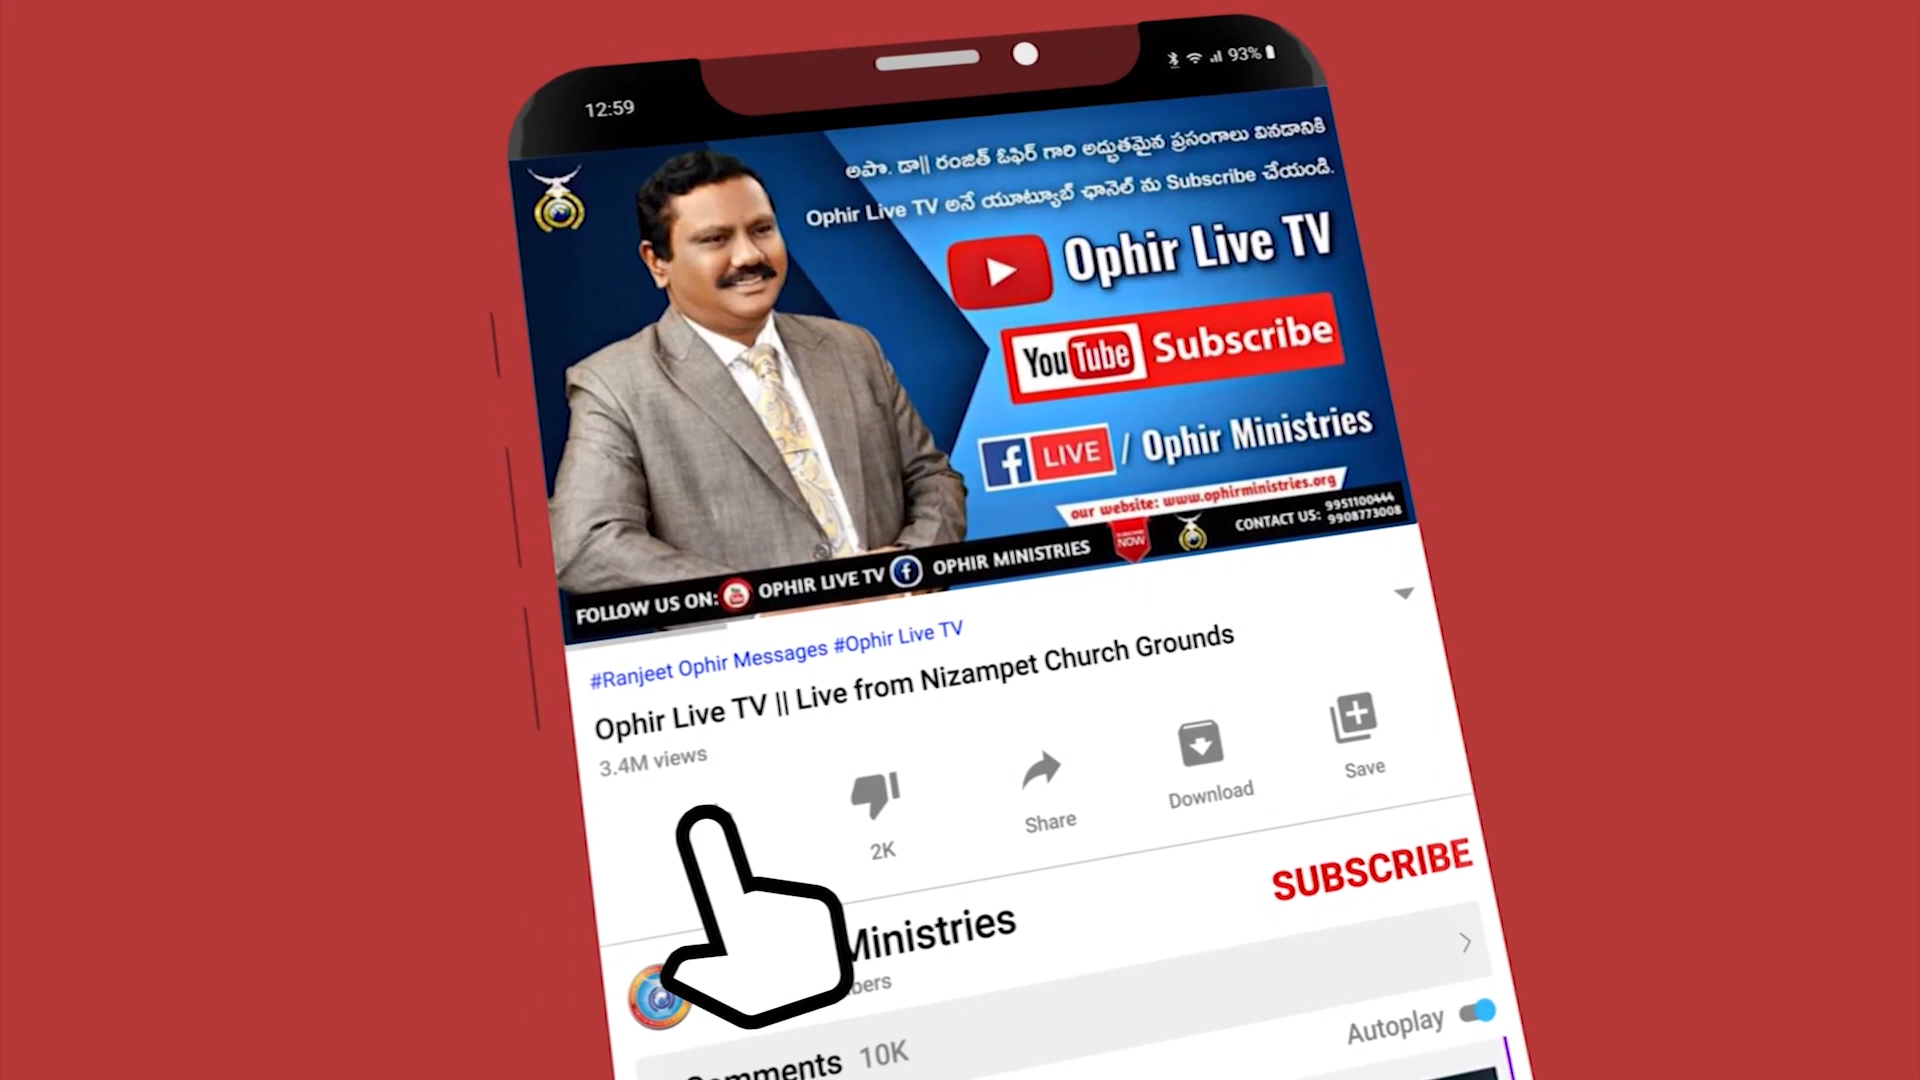 12:59
93%
అపొ. డా|| రంజిత్ ఓఫిర్ గారి అద్భుతమైన ప్రసంగాలు వినడానికి
Ophir Live TV అనే యూట్యూబ్ ఛానెల్ ను Subscribe చేయండి.
Ophir Live TV
YouTube Subscribe
f LIVE / Ophir Ministries
our website: www.ophirministries.org
FOLLOW US ON: OPHIR LIVE TV f OPHIR MINISTRIES
NOW
CONTACT US: 9951100444
9908773008
#Ranjeet Ophir Messages #Ophir Live TV
Ophir Live TV || Live from Nizampet Church Grounds
3.4M views
2K
Share
Download
Save
Ministries
SUBSCRIBE
Comments 10K
Autoplay